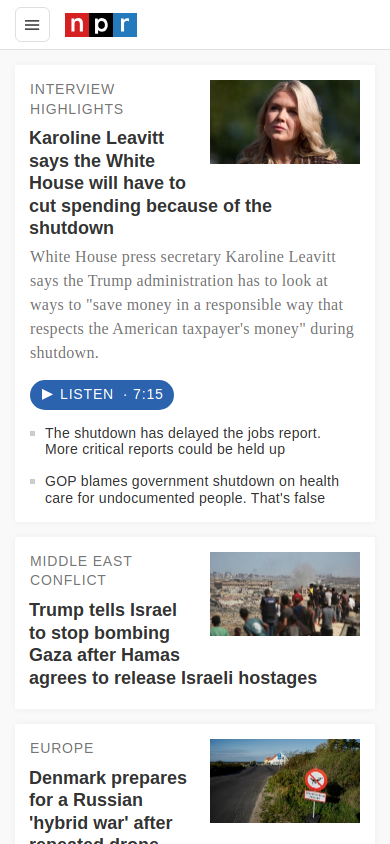 npr
INTERVIEW
HIGHLIGHTS
Karoline Leavitt
says the White
House will have to
cut spending because of the
shutdown
White House press secretary Karoline Leavitt
says the Trump administration has to look at
ways to "save money in a responsible way that
respects the American taxpayer's money" during
shutdown.
LISTEN · 7:15
The shutdown has delayed the jobs report.
More critical reports could be held up
GOP blames government shutdown on health
care for undocumented people. That's false
MIDDLE EAST
CONFLICT
Trump tells Israel
to stop bombing
Gaza after Hamas
agrees to release Israeli hostages
EUROPE
Denmark prepares
for a Russian
'hybrid war' after
repeated drone